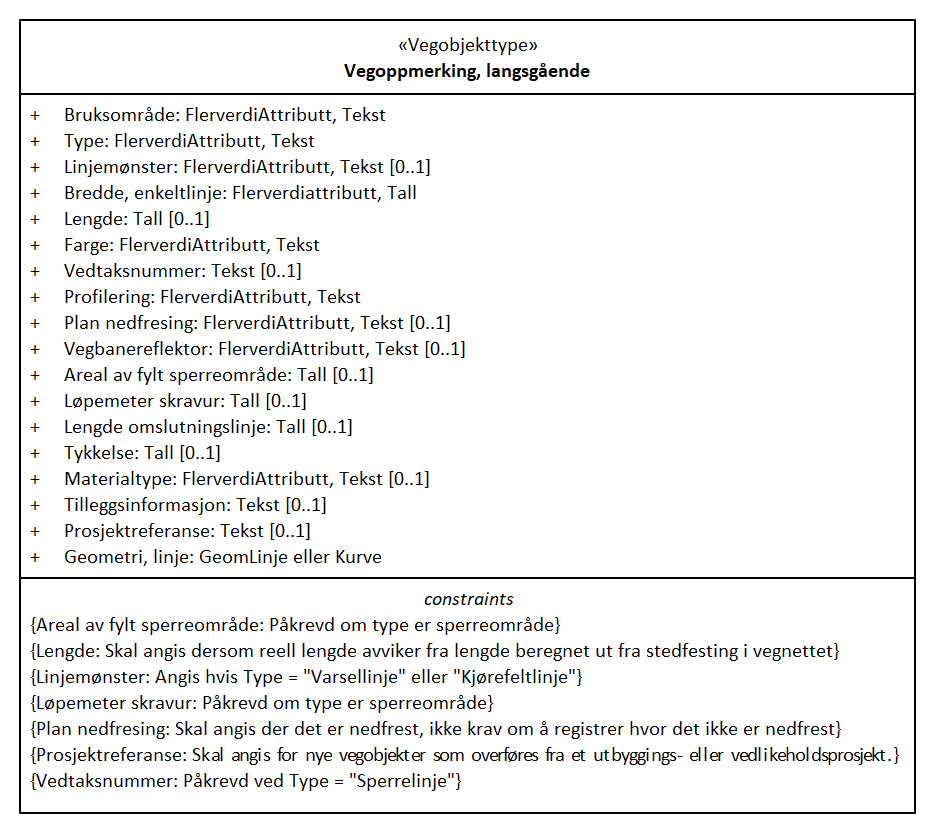 «Vegobjekttype»
Vegoppmerking, langsgående
+ Bruksområde: FlerverdiAttributt, Tekst
+ Type: FlerverdiAttributt, Tekst
+ Linjemønster: FlerverdiAttributt, Tekst [0..1]
+ Bredde, enkeltlinje: Flerverdiattributt, Tall
+ Lengde: Tall [0..1]
+ Farge: FlerverdiAttributt, Tekst
+ Vedtaksnummer: Tekst [0..1]
+ Profilering: FlerverdiAttributt, Tekst
+ Plan nedfresing: FlerverdiAttributt, Tekst [0..1]
+ Vegbanereflektor: FlerverdiAttributt, Tekst [0..1]
+ Areal av fylt sperreområde: Tall [0..1]
+ Løpemeter skravur: Tall [0..1]
+ Lengde omslutningslinje: Tall [0..1]
+ Tykkelse: Tall [0..1]
+ Materialtype: FlerverdiAttributt, Tekst [0..1]
+ Tilleggsinformasjon: Tekst [0..1]
+ Prosjektreferanse: Tekst [0..1]
+ Geometri, linje: GeomLinje eller Kurve
constraints
{Areal av fylt sperreområde: Påkrevd om type er sperreområde}
{Lengde: Skal angis dersom reell lengde avviker fra lengde beregnet ut fra stedfesting i vegnettet}
{Linjemønster: Angis hvis Type = "Varsellinje" eller "Kjørefeltlinje"}
{Løpemeter skravur: Påkrevd om type er sperreområde}
{Plan nedfresing: Skal angis der det er nedfrest, ikke krav om å registrer hvor det ikke er nedfrest}
{Prosjektreferanse: Skal angis for nye vegobjekter som overføres fra et utbyggings- eller vedlikeholdsprosjekt.}
{Vedtaksnummer: Påkrevd ved Type = "Sperrelinje"}